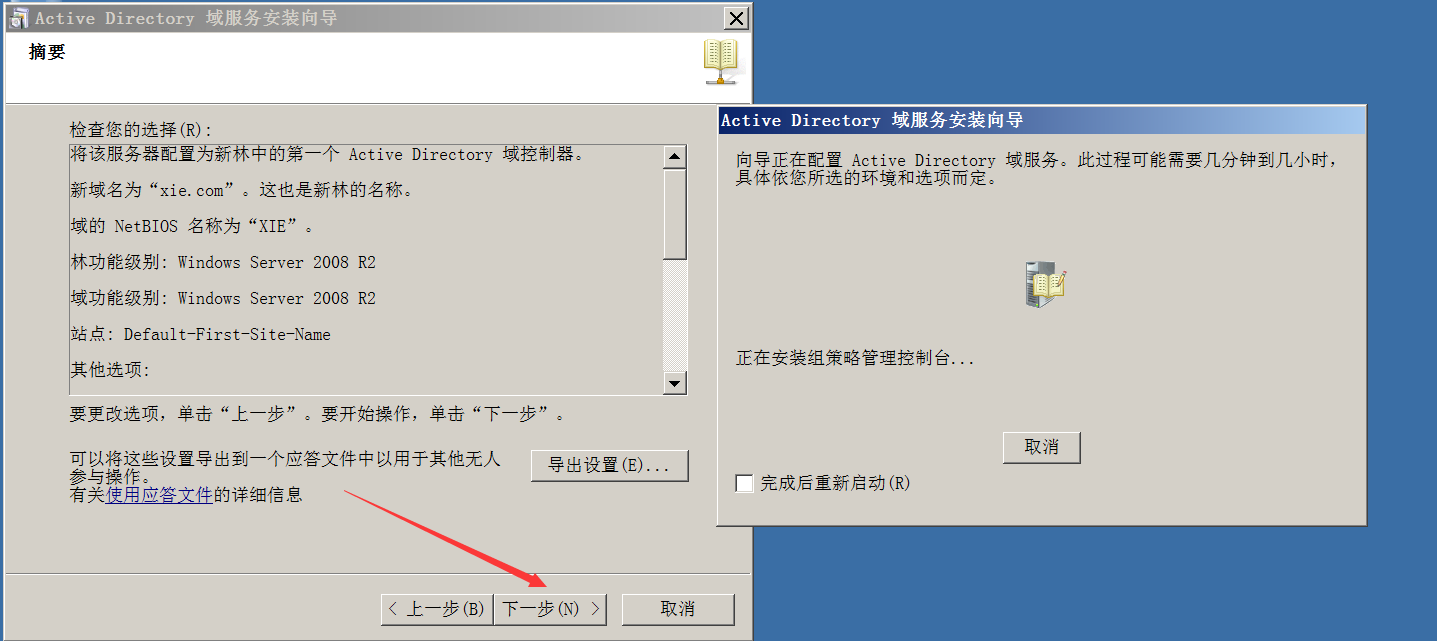 Active Directory 域服务安装向导
摘要
检查您的选择(R):
将该服务器配置为新林中的第一个 Active Directory 域控制器。
新域名为“xie.com”。这也是新林的名称。
域的 NetBIOS 名称为“XIE”。
林功能级别: Windows Server 2008 R2
域功能级别: Windows Server 2008 R2
站点: Default-First-Site-Name
其他选项:
要更改选项，单击“上一步”。要开始操作，单击“下一步”。
可以将这些设置导出到一个应答文件中以用于其他无人
参与操作。
有关使用应答文件的详细信息
导出设置(E)...
< 上一步(B)
下一步(N) >
取消
Active Directory 域服务安装向导
向导正在配置 Active Directory 域服务。此过程可能需要几分钟到几小时，
具体依您所选的环境和选项而定。
正在安装组策略管理控制台...
取消
完成后重新启动(R)